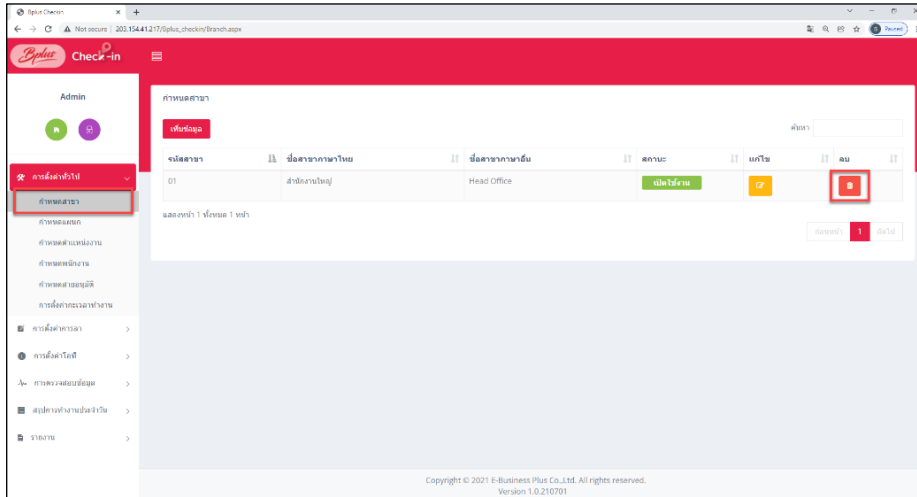 Bplus Checkin
Not secure | 203.154.41.217/Bplus_checkin/Branch.aspx
Paused
Bplus Check-in
Admin
การตั้งค่าทั่วไป
กำหนดสาขา
กำหนดแผนก
กำหนดตำแหน่งงาน
กำหนดพนักงาน
กำหนดสายอนุมัติ
การตั้งค่ากะเวลาทำงาน
การตั้งค่าการลา
การตั้งค่าโอที
การตรวจสอบข้อมูล
สรุปการทำงานประจำวัน
รายงาน
กำหนดสาขา
เพิ่มข้อมูล
ค้นหา
รหัสสาขา ชื่อสาขาภาษาไทย ชื่อสาขาภาษาอื่น สถานะ แก้ไข ลบ
01 สำนักงานใหญ่ Head Office เปิดใช้งาน
แสดงหน้า 1 ทั้งหมด 1 หน้า
ก่อนหน้า 1 ถัดไป
Copyright © 2021 E-Business Plus Co.,Ltd. All rights reserved.
Version 1.0.210701